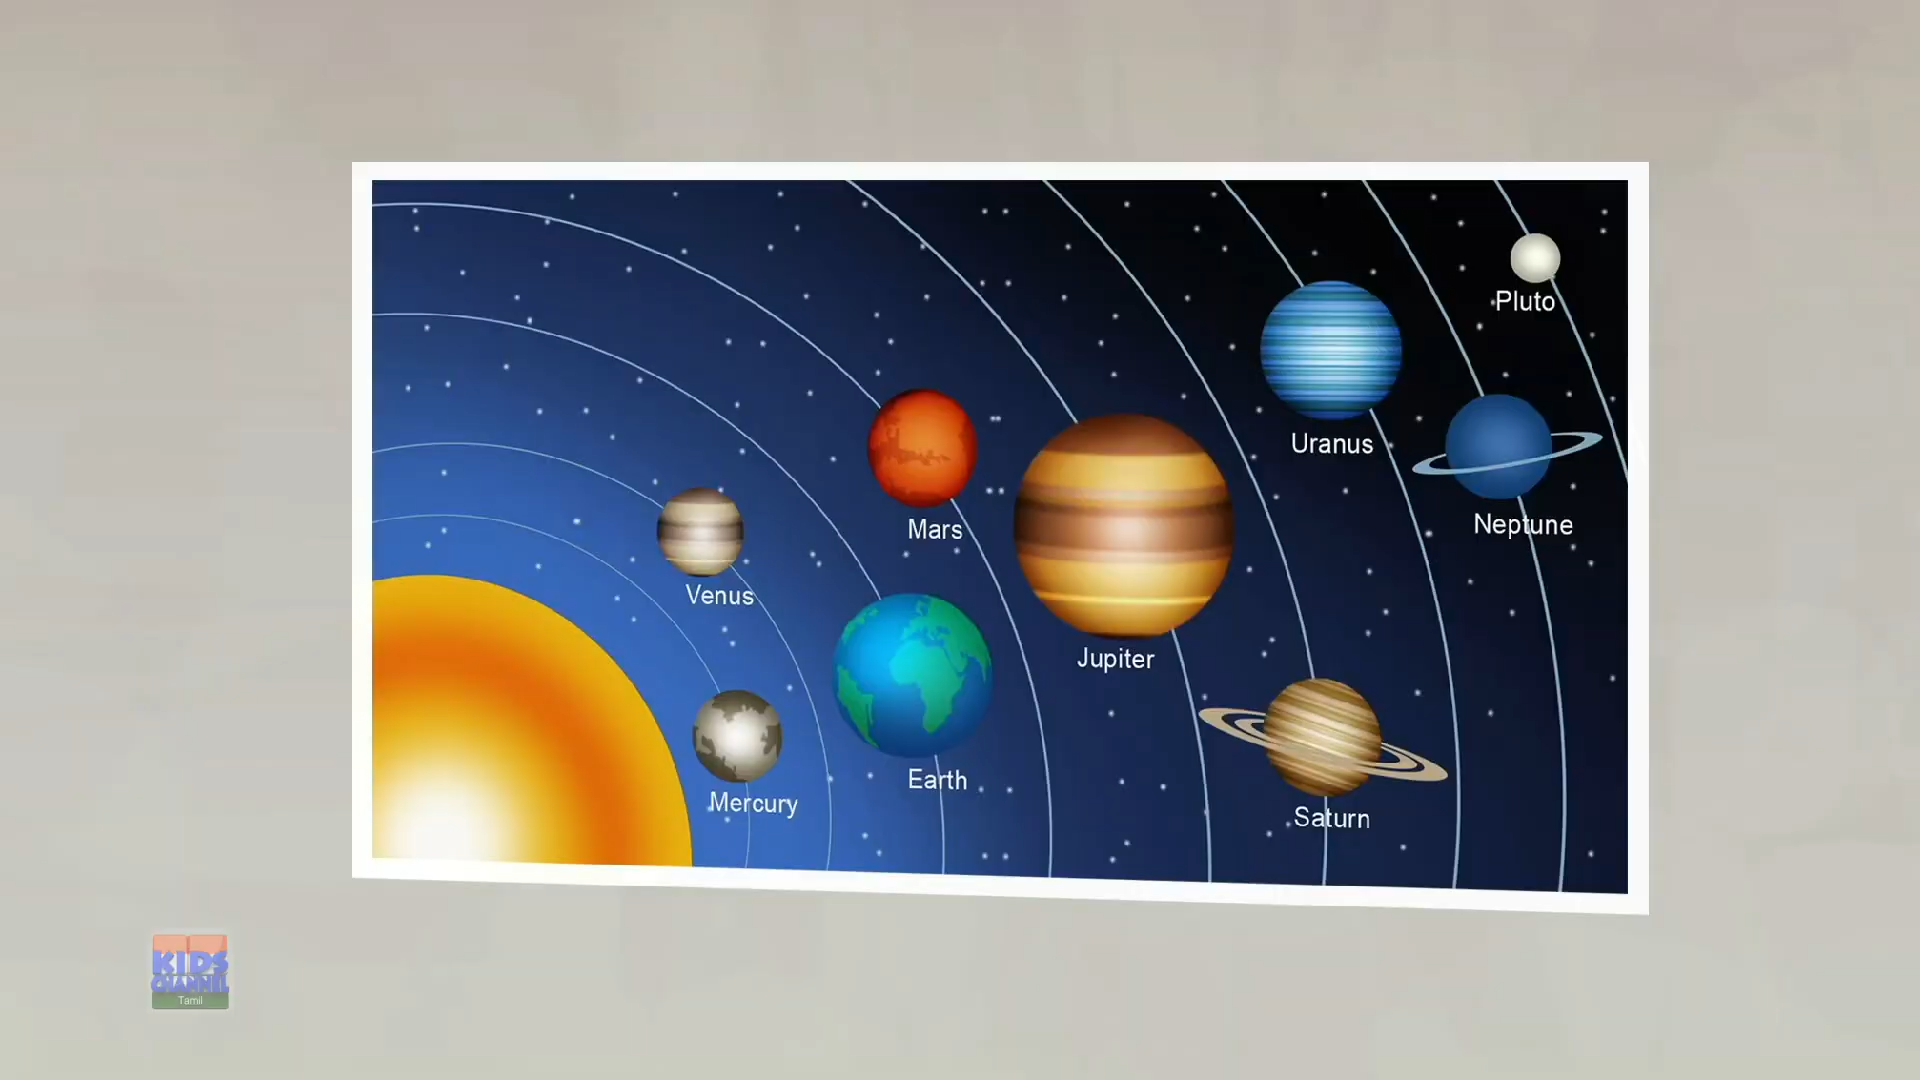 Pluto
Uranus
Neptune
Mars
Venus
Jupiter
Earth
Mercury
Saturn
KIDS
CHANNEL
Tamil